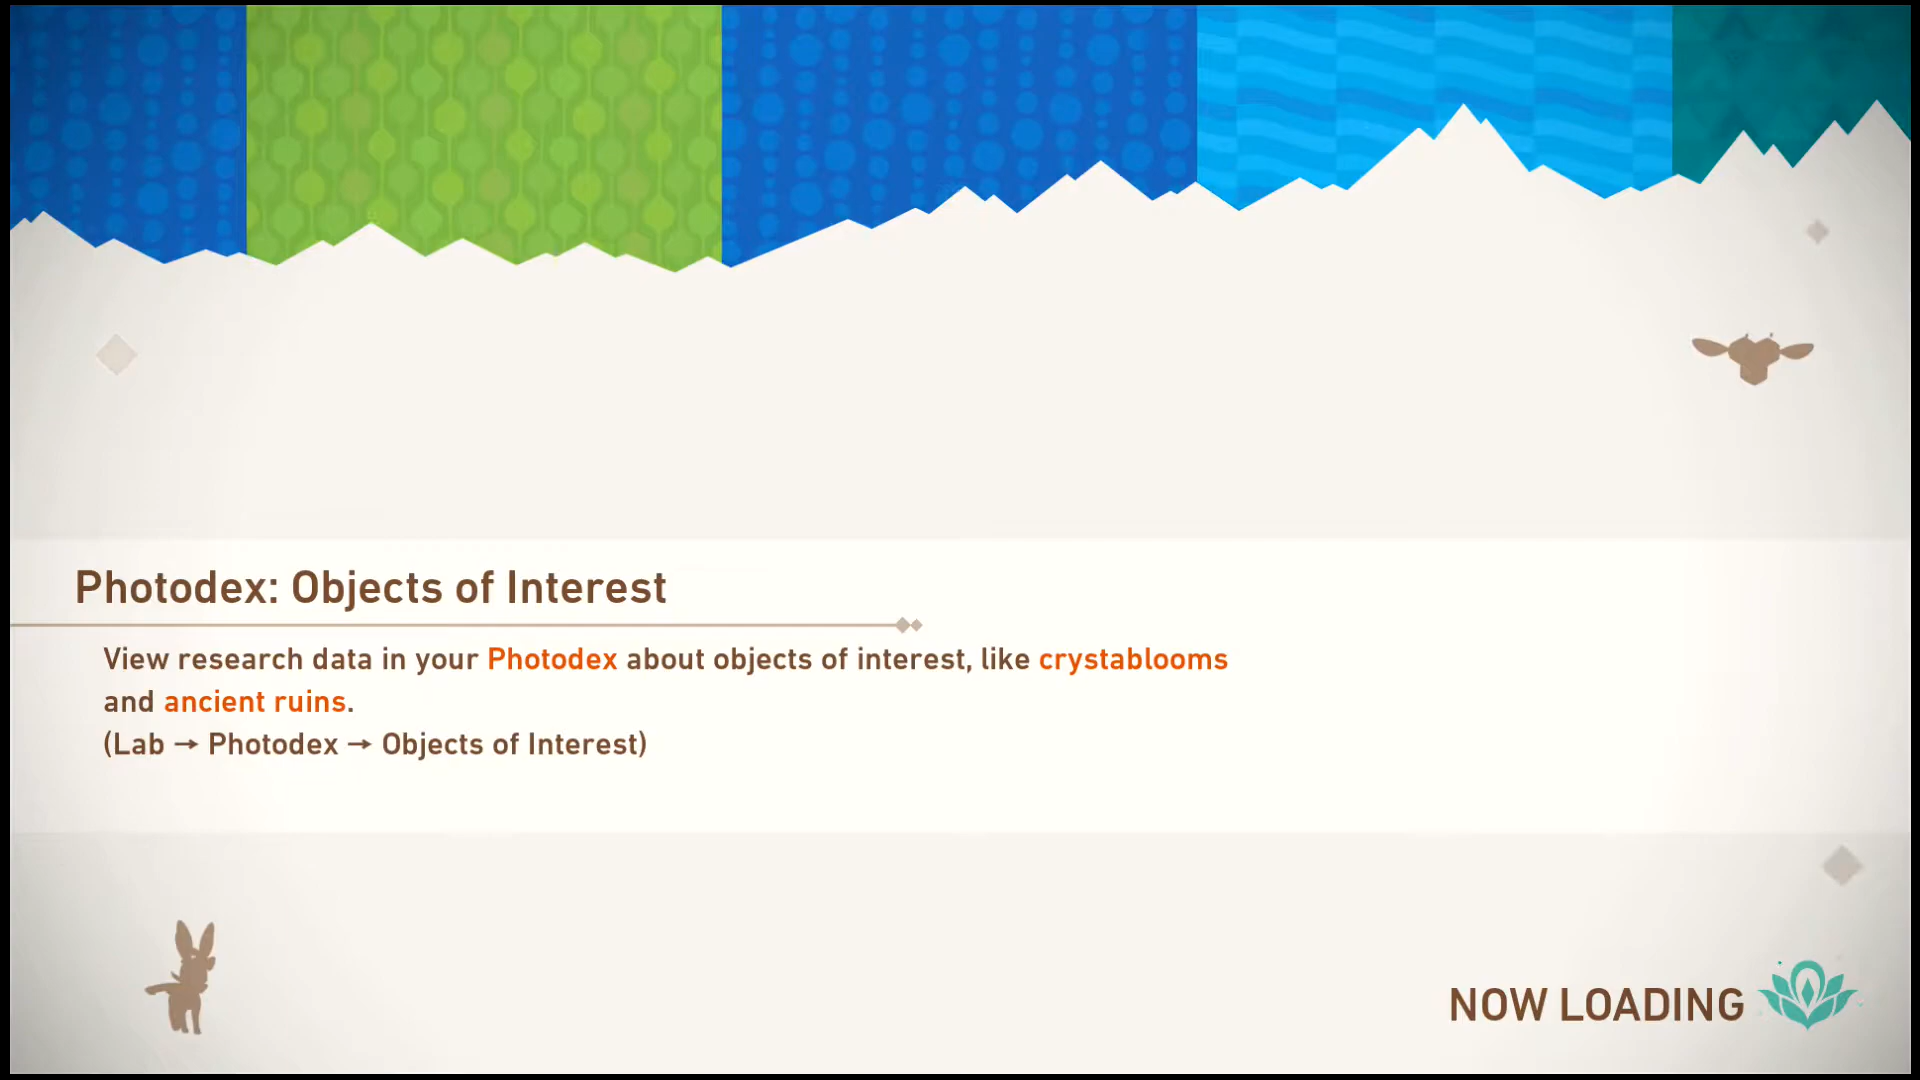 Photodex: Objects of Interest
View research data in your Photodex about objects of interest, like crystablooms
and ancient ruins.
(Lab → Photodex → Objects of Interest)
NOW LOADING